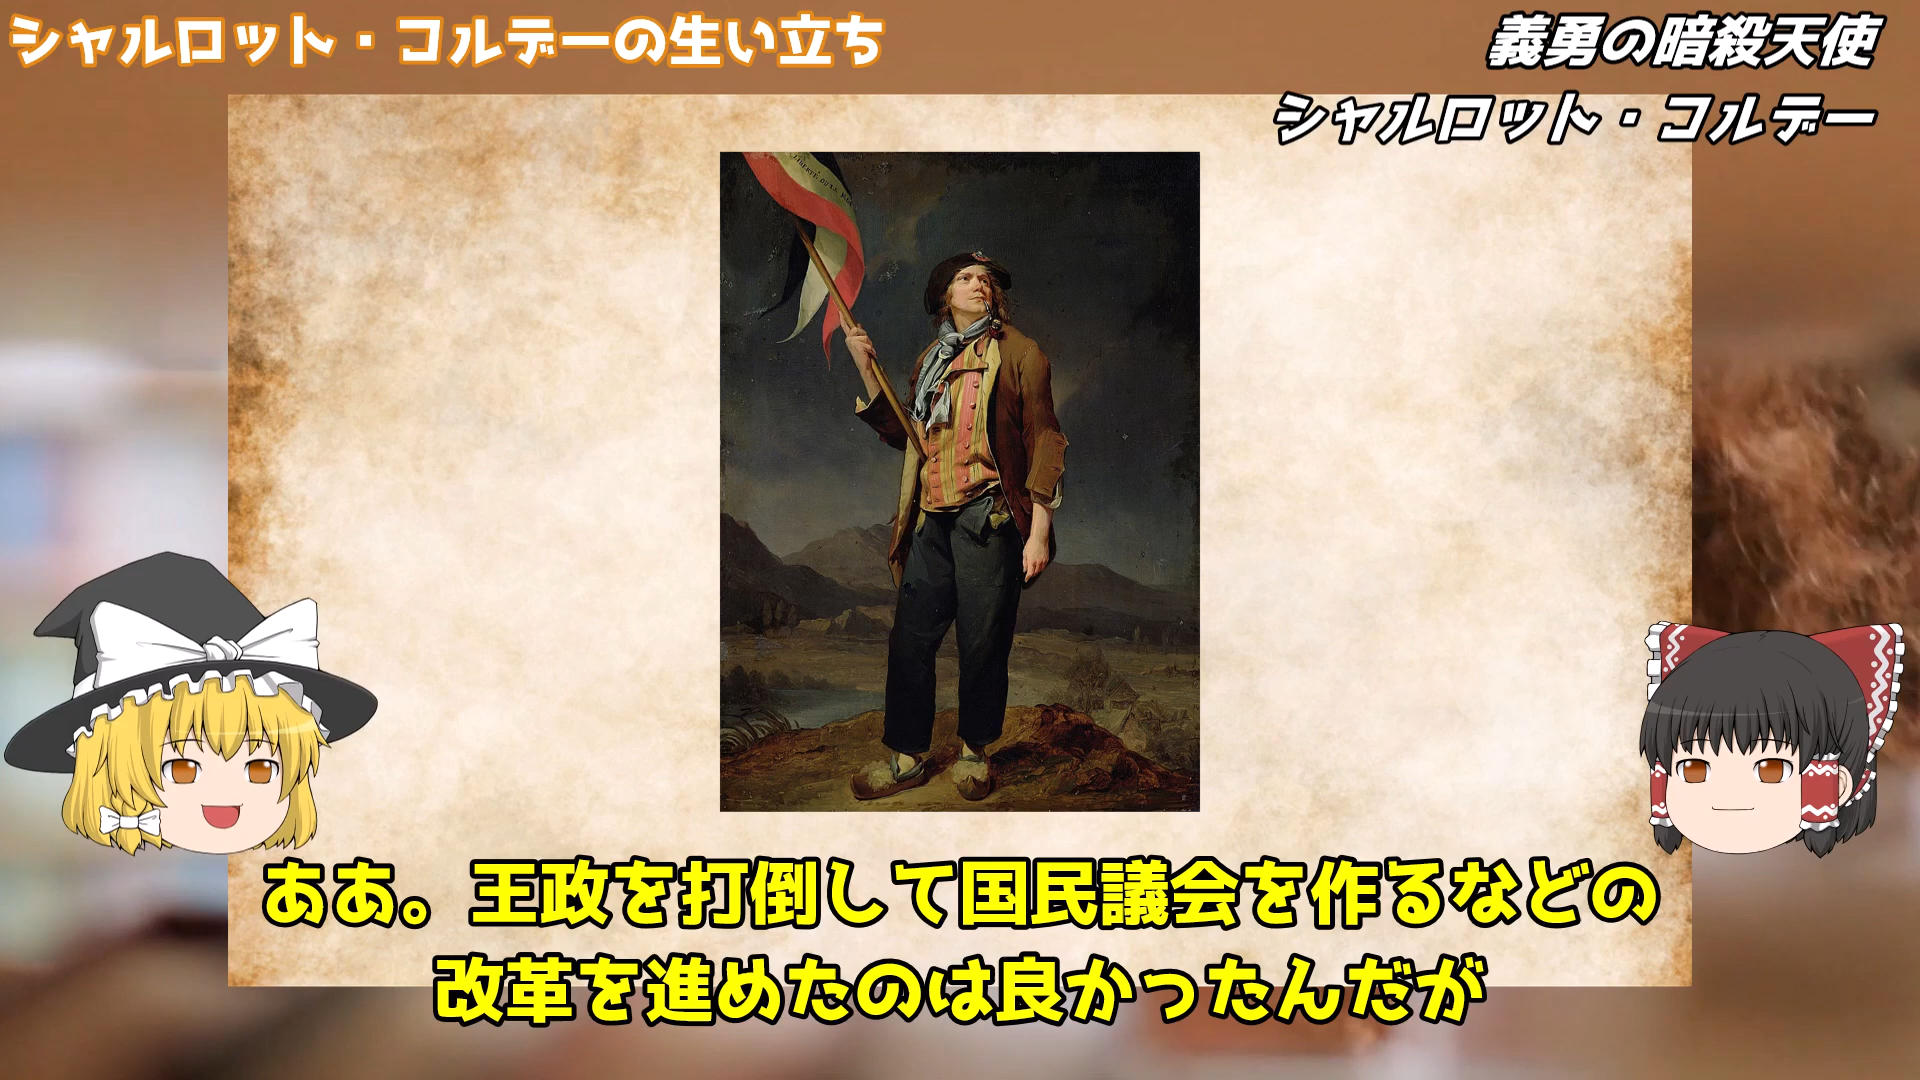 シャルロット・コルデーの生い立ち
義勇の暗殺天使
シャルロット・コルデー
ああ。王政を打倒して国民議会を作るなどの
改革を進めたのは良かったんだが